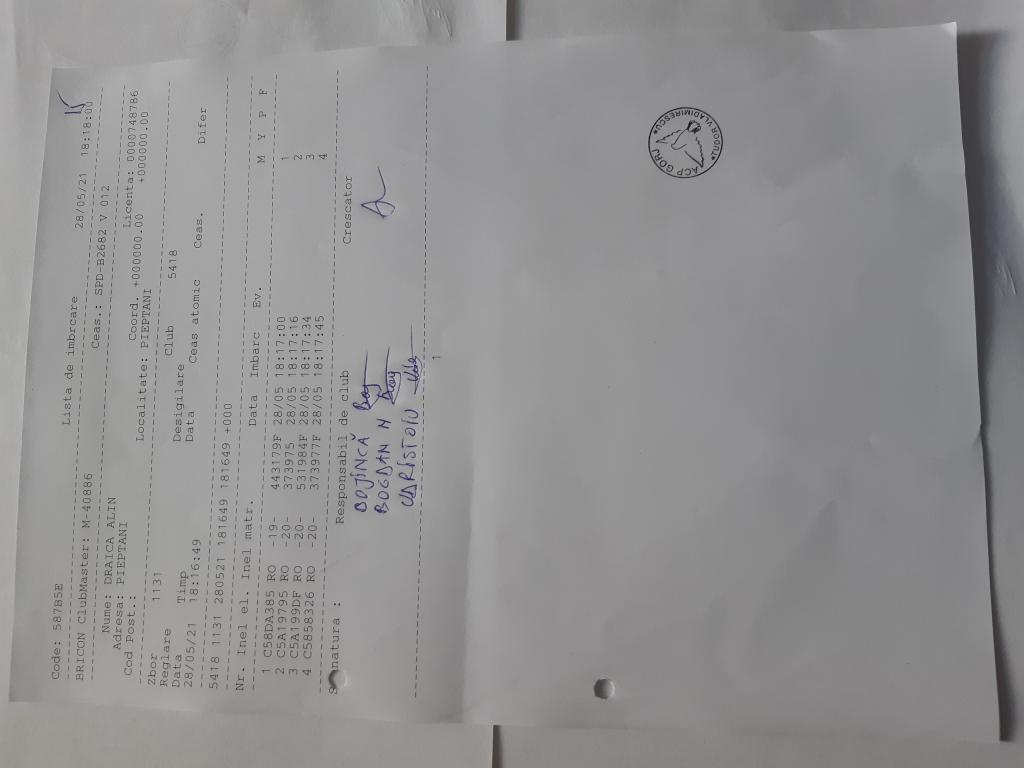 Code: 587B5E
Lista de imbrcare 28/05/21 18:18:00
BRICON ClubMaster: M-40886 Ceas.: SPD-B2682 V 012
Nume: DRAICA ALIN
Adresa: PIEPTANI Coord. +000000.00 Licenta: 0000748786
Cod Post.: Localitate: PIEPTANI +000000.00
Zbor 1131
Reglare Desigilare Club 5418
Data Timp Data Ceas atomic Ceas. Difer
28/05/21 18:16:49
5418 1131 280521 181649 181649 +000
Nr. Inel el. Inel matr. Data Imbarc Ev. M Y P F
1 C58DA385 RO -19- 443179F 28/05 18:17:00 1
2 C5A19795 RO -20- 373975 28/05 18:17:16 2
3 C5A199DF RO -20- 531984F 28/05 18:17:34 3
4 C5858326 RO -20- 373977F 28/05 18:17:45 4
S natura : Responsabil de club Crescator
BOJINCĂ
BOGDAN N
CHRISTOIU
1
ACP GORJ
TUDOR VLADIMIRESCU